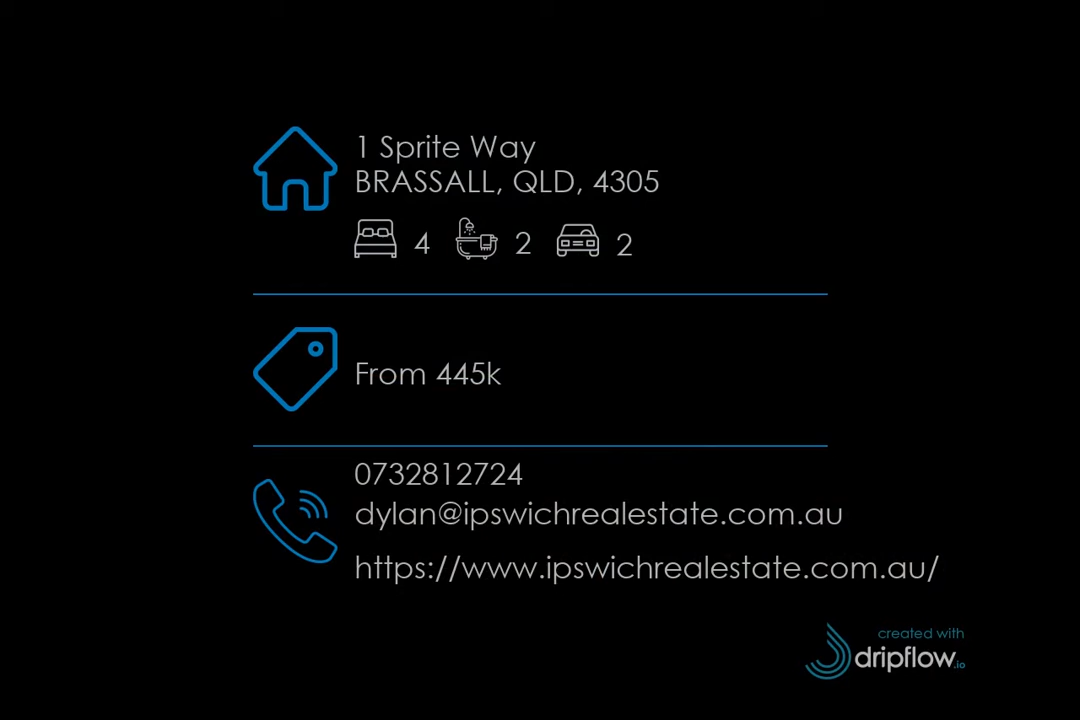 1 Sprite Way
BRASSALL, QLD, 4305
4 2 2
From 445k
0732812724
dylan@ipswichrealestate.com.au
https://www.ipswichrealestate.com.au/
created with
dripflow.io